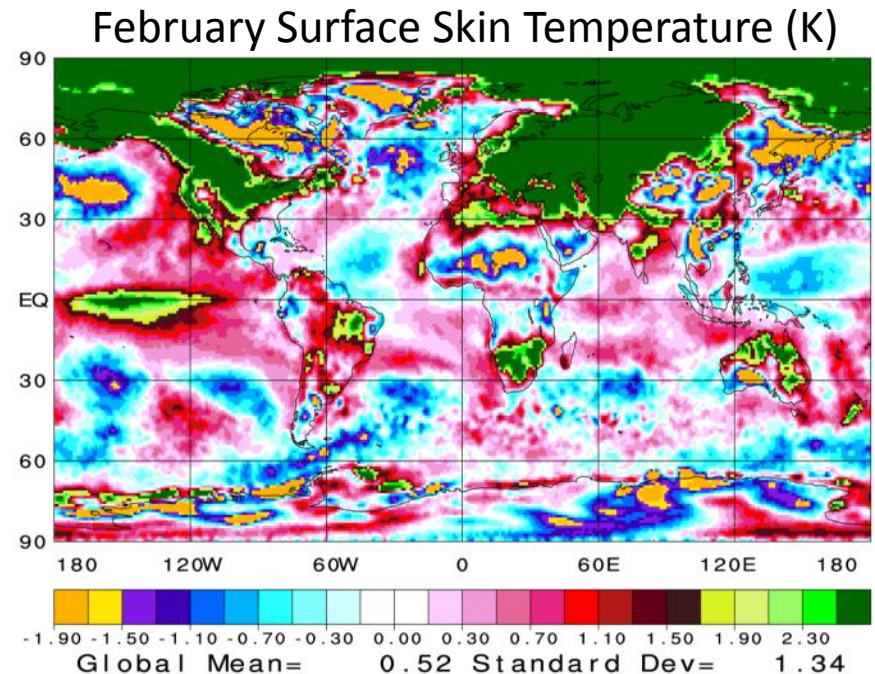 February Surface Skin Temperature (K)
90
60
30
EQ
30
60
90
180 120W 60W 0 60E 120E 180
-1.90 -1.50 -1.10 -0.70 -0.30 0.00 0.30 0.70 1.10 1.50 1.90 2.30
Global Mean= 0.52 Standard Dev= 1.34